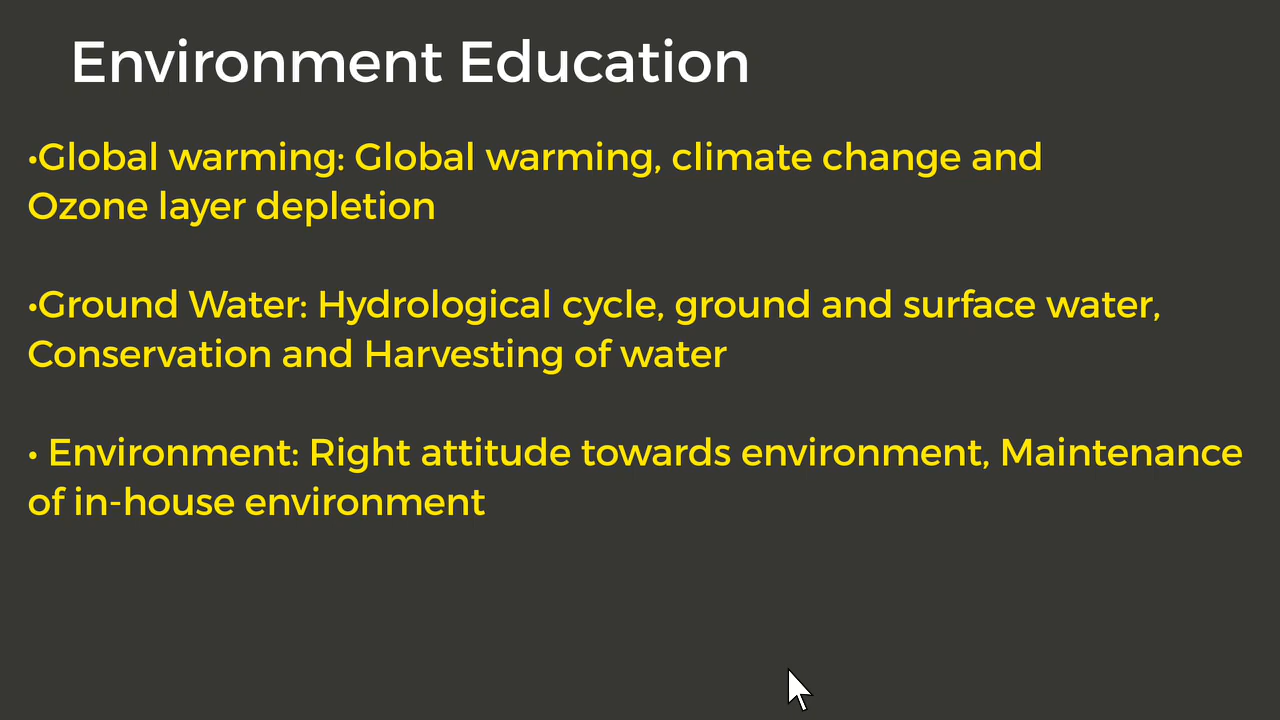 Environment Education
•Global warming: Global warming, climate change and
Ozone layer depletion
•Ground Water: Hydrological cycle, ground and surface water,
Conservation and Harvesting of water
• Environment: Right attitude towards environment, Maintenance
of in-house environment